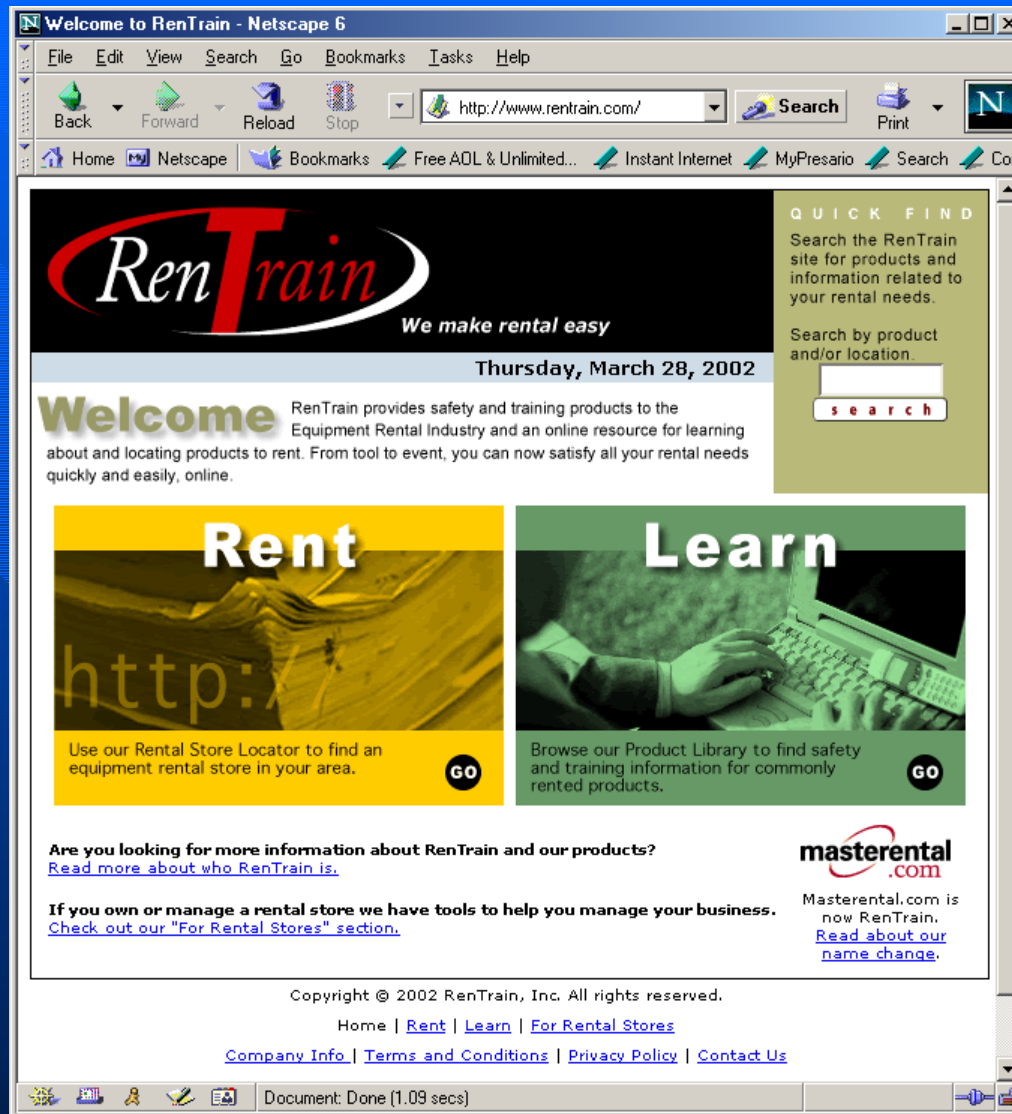 Welcome to RenTrain - Netscape 6
File Edit View Search Go Bookmarks Tasks Help
Back Forward Reload Stop http://www.rentrain.com/ Search Print N
Home My Netscape Bookmarks Free AOL & Unlimited... Instant Internet MyPresario Search Co
RenTrain
We make rental easy
Thursday, March 28, 2002
QUICK FIND
Search the RenTrain
site for products and
information related to
your rental needs.
Search by product
and/or location.
search
Welcome RenTrain provides safety and training products to the
Equipment Rental Industry and an online resource for learning
about and locating products to rent. From tool to event, you can now satisfy all your rental needs
quickly and easily, online.
Rent
http://
Use our Rental Store Locator to find an
equipment rental store in your area.
GO
Learn
Browse our Product Library to find safety
and training information for commonly
rented products.
GO
Are you looking for more information about RenTrain and our products?
Read more about who RenTrain is.
If you own or manage a rental store we have tools to help you manage your business.
Check out our "For Rental Stores" section.
masterental
.com
Masterental.com is
now RenTrain.
Read about our
name change.
Copyright © 2002 RenTrain, Inc. All rights reserved.
Home | Rent | Learn | For Rental Stores
Company Info | Terms and Conditions | Privacy Policy | Contact Us
Document: Done (1.09 secs)